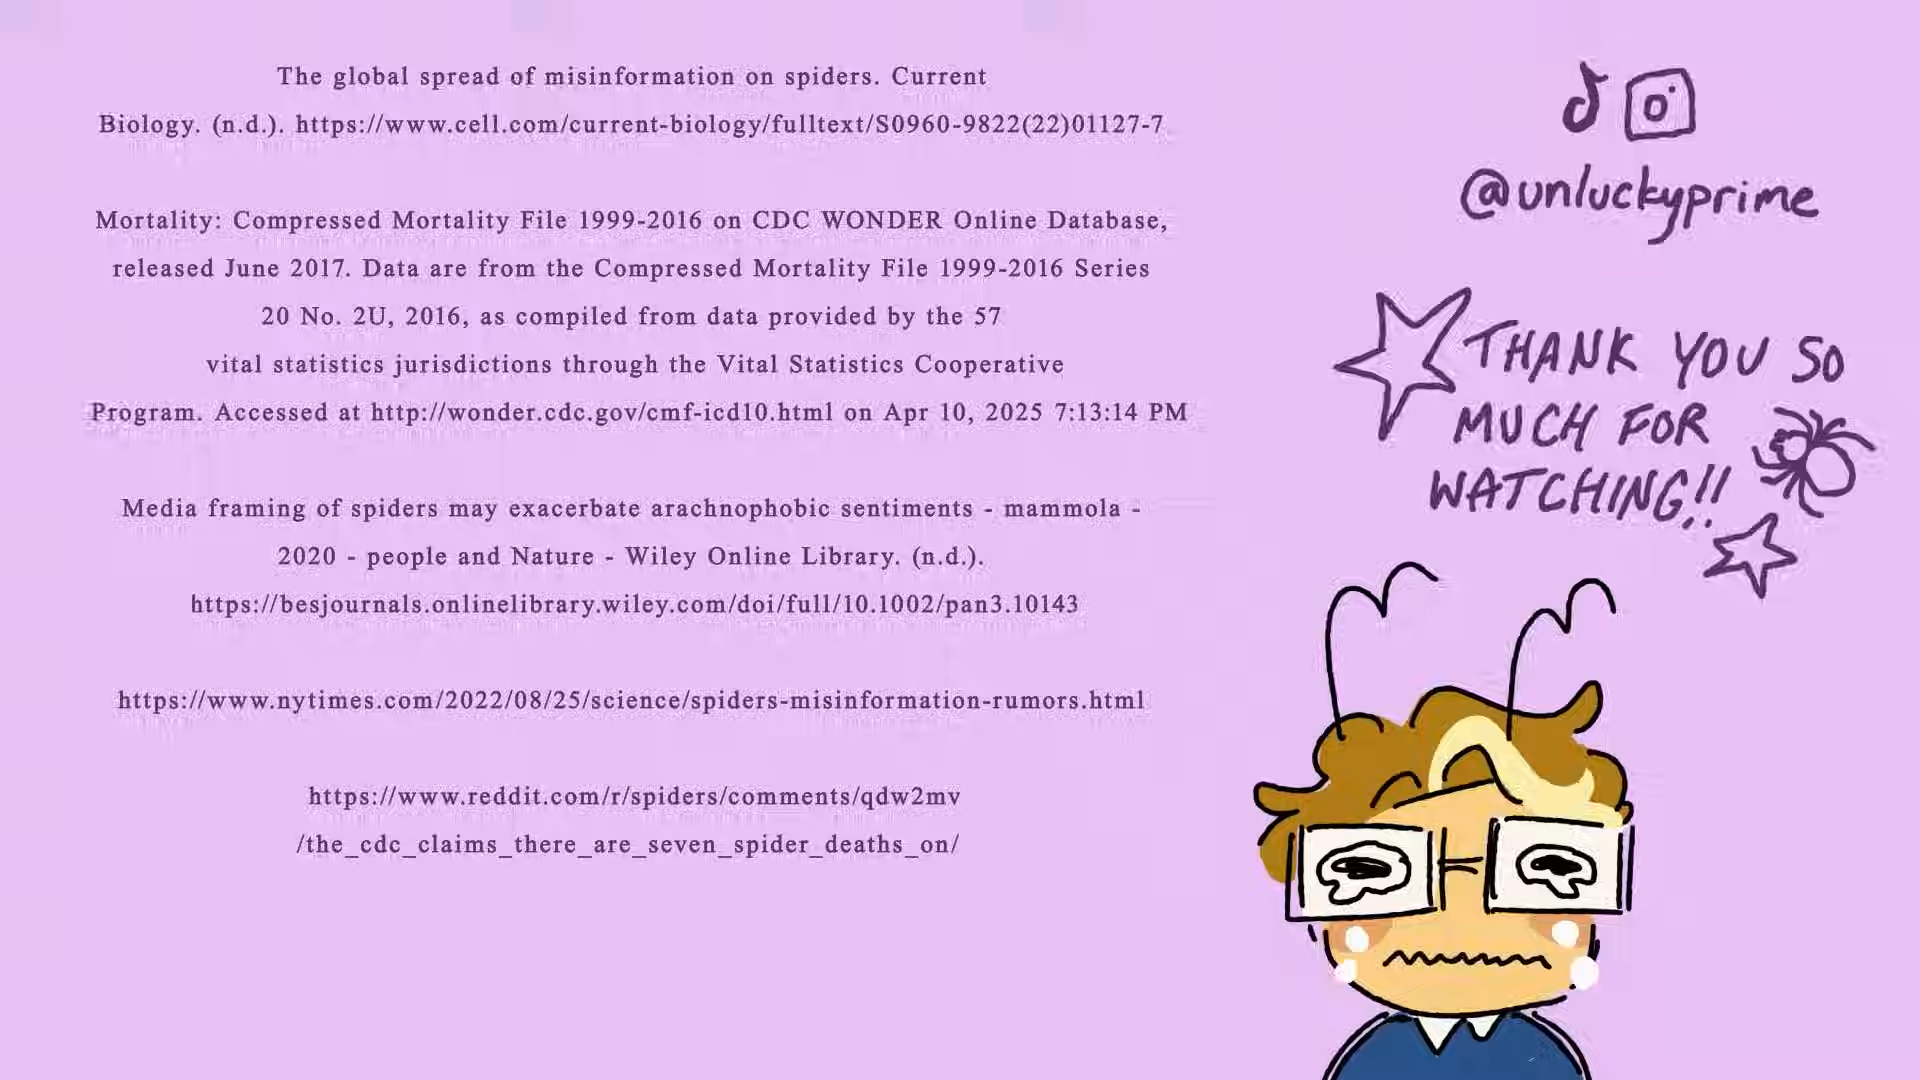 The global spread of misinformation on spiders. Current
Biology. (n.d.). https://www.cell.com/current-biology/fulltext/S0960-9822(22)01127-7
Mortality: Compressed Mortality File 1999-2016 on CDC WONDER Online Database,
released June 2017. Data are from the Compressed Mortality File 1999-2016 Series
20 No. 2U, 2016, as compiled from data provided by the 57
vital statistics jurisdictions through the Vital Statistics Cooperative
Program. Accessed at http://wonder.cdc.gov/cmf-icd10.html on Apr 10, 2025 7:13:14 PM
Media framing of spiders may exacerbate arachnophobic sentiments - mammola -
2020 - people and Nature - Wiley Online Library. (n.d.).
https://besjournals.onlinelibrary.wiley.com/doi/full/10.1002/pan3.10143
https://www.nytimes.com/2022/08/25/science/spiders-misinformation-rumors.html
https://www.reddit.com/r/spiders/comments/qdw2mv
/the_cdc_claims_there_are_seven_spider_deaths_on/
@unluckyprime
THANK YOU SO
MUCH FOR
WATCHING!!